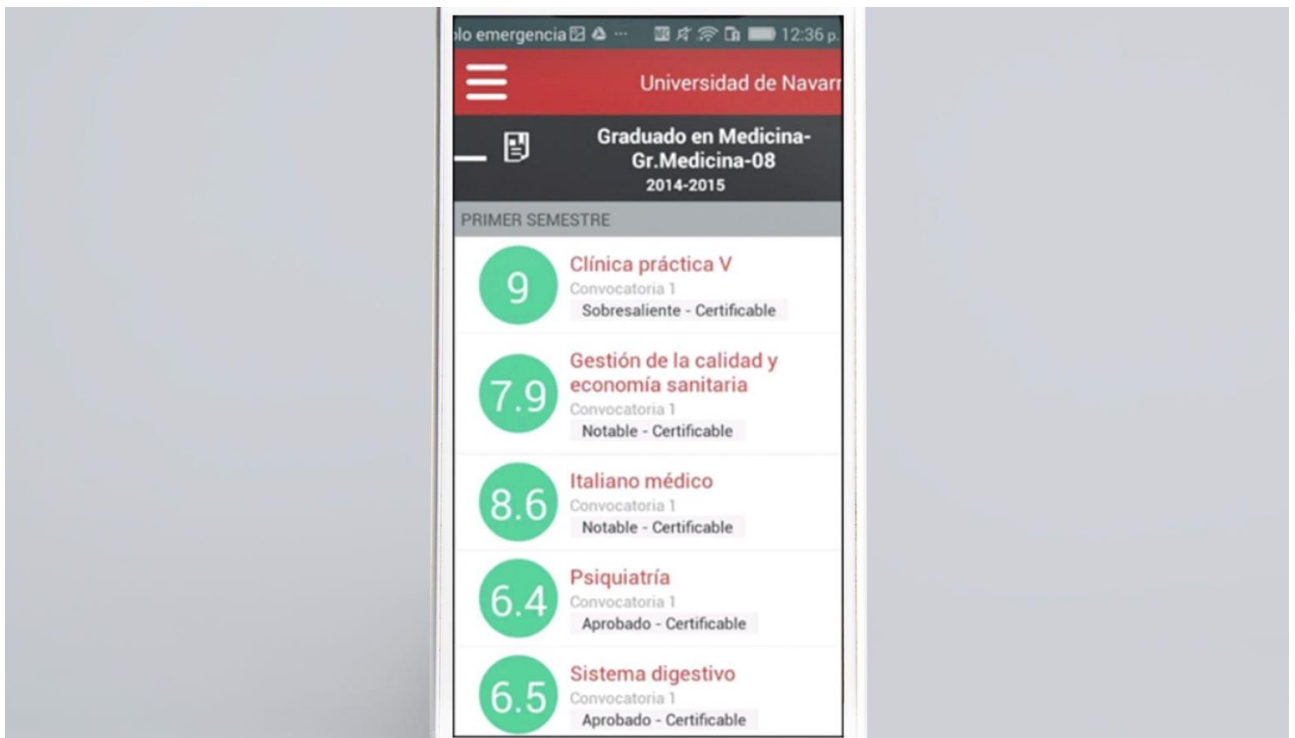 olo emergencia 12:36 p.
Universidad de Navarr
Graduado en Medicina-
Gr.Medicina-08
2014-2015
PRIMER SEMESTRE
9
Clínica práctica V
Convocatoria 1
Sobresaliente - Certificable
7.9
Gestión de la calidad y
economía sanitaria
Convocatoria 1
Notable - Certificable
8.6
Italiano médico
Convocatoria 1
Notable - Certificable
6.4
Psiquiatría
Convocatoria 1
Aprobado - Certificable
6.5
Sistema digestivo
Convocatoria 1
Aprobado - Certificable